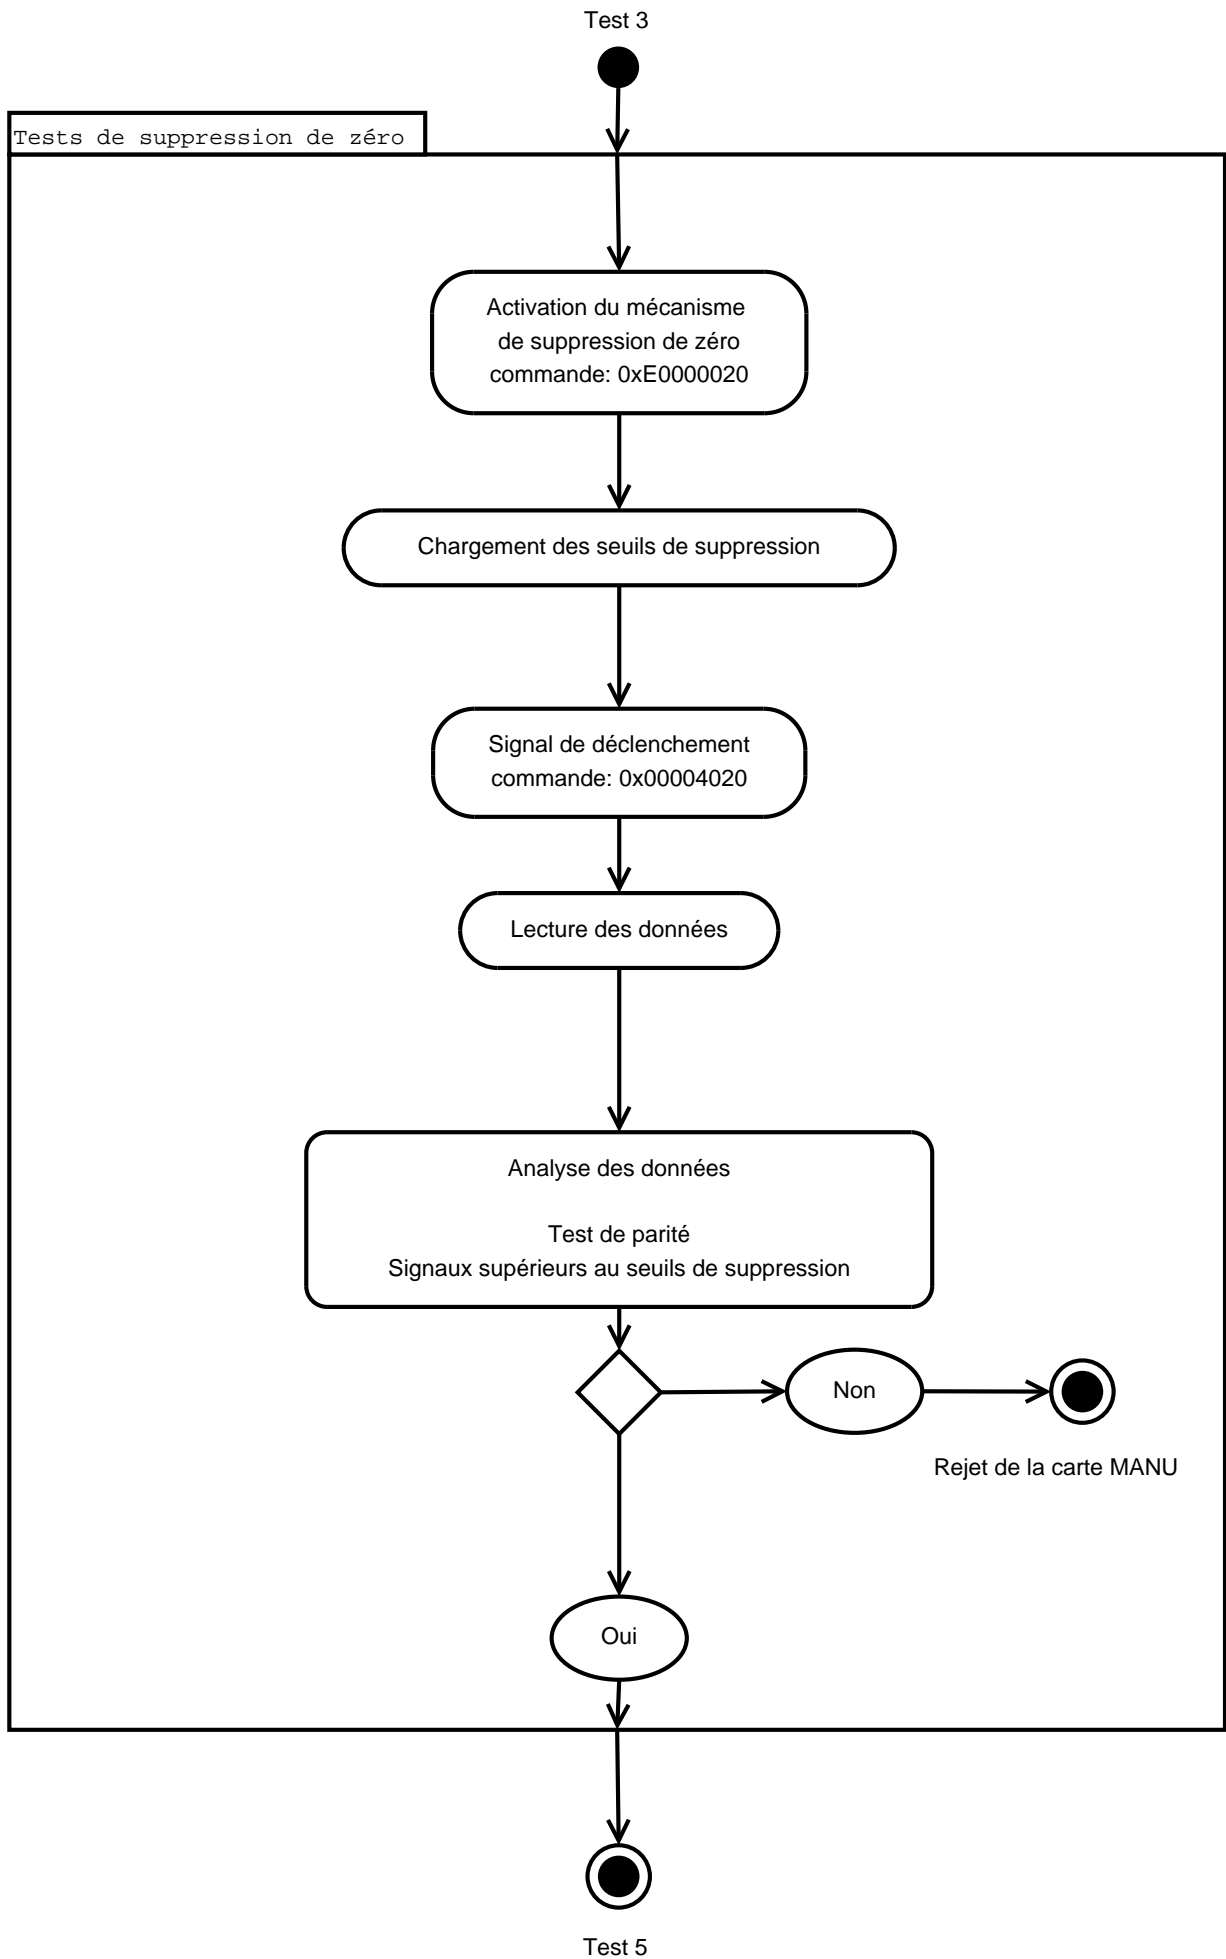 Test 3
Tests de suppression de zéro
Activation du mécanisme
de suppression de zéro
commande: 0xE0000020
Chargement des seuils de suppression
Signal de déclenchement
commande: 0x00004020
Lecture des données
Analyse des données
Test de parité
Signaux supérieurs au seuils de suppression
Non
Rejet de la carte MANU
Oui
Test 5